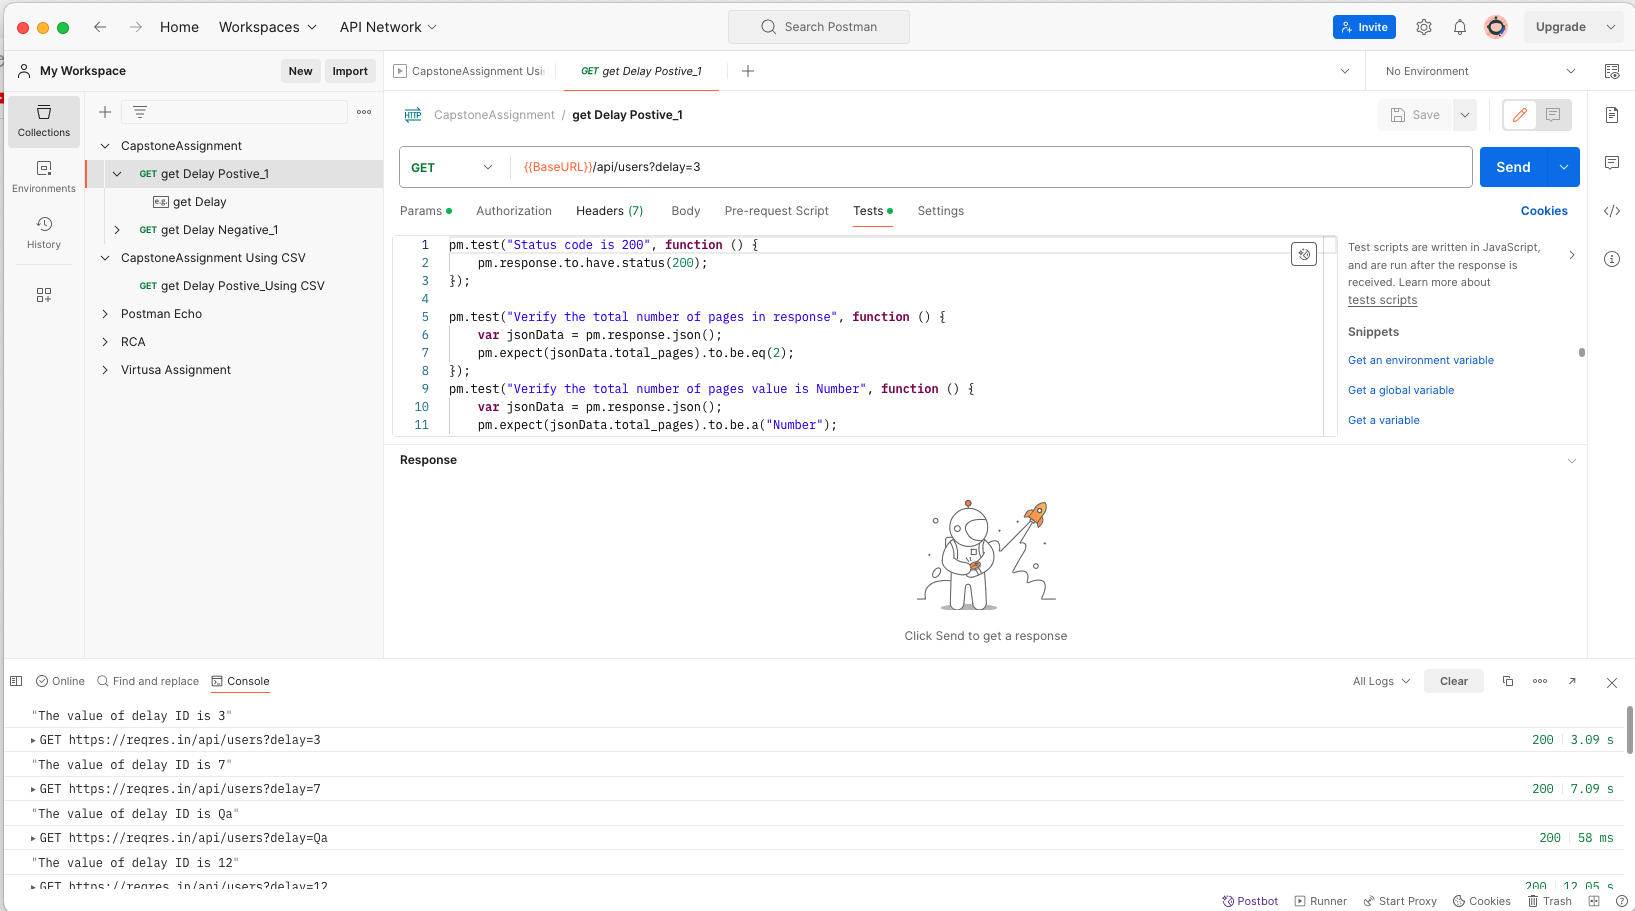 Home Workspaces API Network Search Postman Invite Upgrade
My Workspace New Import CapstoneAssignment Usi GET get Delay Postive_1 No Environment
Collections
Environments
History
CapstoneAssignment
GET get Delay Postive_1
e.g. get Delay
GET get Delay Negative_1
CapstoneAssignment Using CSV
GET get Delay Postive_Using CSV
Postman Echo
RCA
Virtusa Assignment
HTTP CapstoneAssignment / get Delay Postive_1 Save
GET {{BaseURL}}/api/users?delay=3 Send
Params Authorization Headers (7) Body Pre-request Script Tests Settings Cookies
1 pm.test("Status code is 200", function () {
2 pm.response.to.have.status(200);
3 });
4
5 pm.test("Verify the total number of pages in response", function () {
6 var jsonData = pm.response.json();
7 pm.expect(jsonData.total_pages).to.be.eq(2);
8 });
9 pm.test("Verify the total number of pages value is Number", function () {
10 var jsonData = pm.response.json();
11 pm.expect(jsonData.total_pages).to.be.a("Number");
Test scripts are written in JavaScript,
and are run after the response is
received. Learn more about
tests scripts
Snippets
Get an environment variable
Get a global variable
Get a variable
Response
Click Send to get a response
Online Find and replace Console All Logs Clear
"The value of delay ID is 3"
GET https://reqres.in/api/users?delay=3 200 3.09 s
"The value of delay ID is 7"
GET https://reqres.in/api/users?delay=7 200 7.09 s
"The value of delay ID is Qa"
GET https://reqres.in/api/users?delay=Qa 200 58 ms
"The value of delay ID is 12"
GET https://reqres.in/api/users?delay=12 200 12.05 s
Postbot Runner Start Proxy Cookies Trash